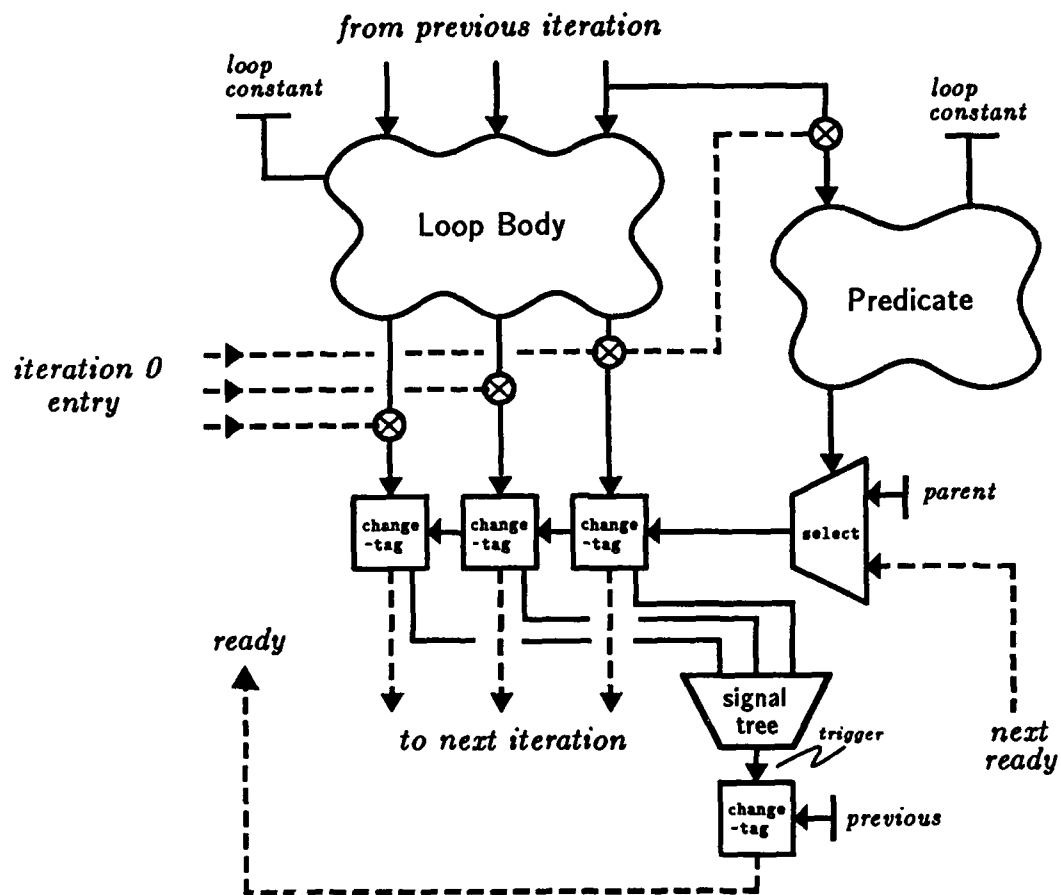 from previous iteration
loop
constant
loop
constant
Loop Body
Predicate
iteration 0
entry
parent
change
-tag
change
-tag
change
-tag
select
ready
signal
tree
to next iteration
trigger
next
ready
change
-tag
previous